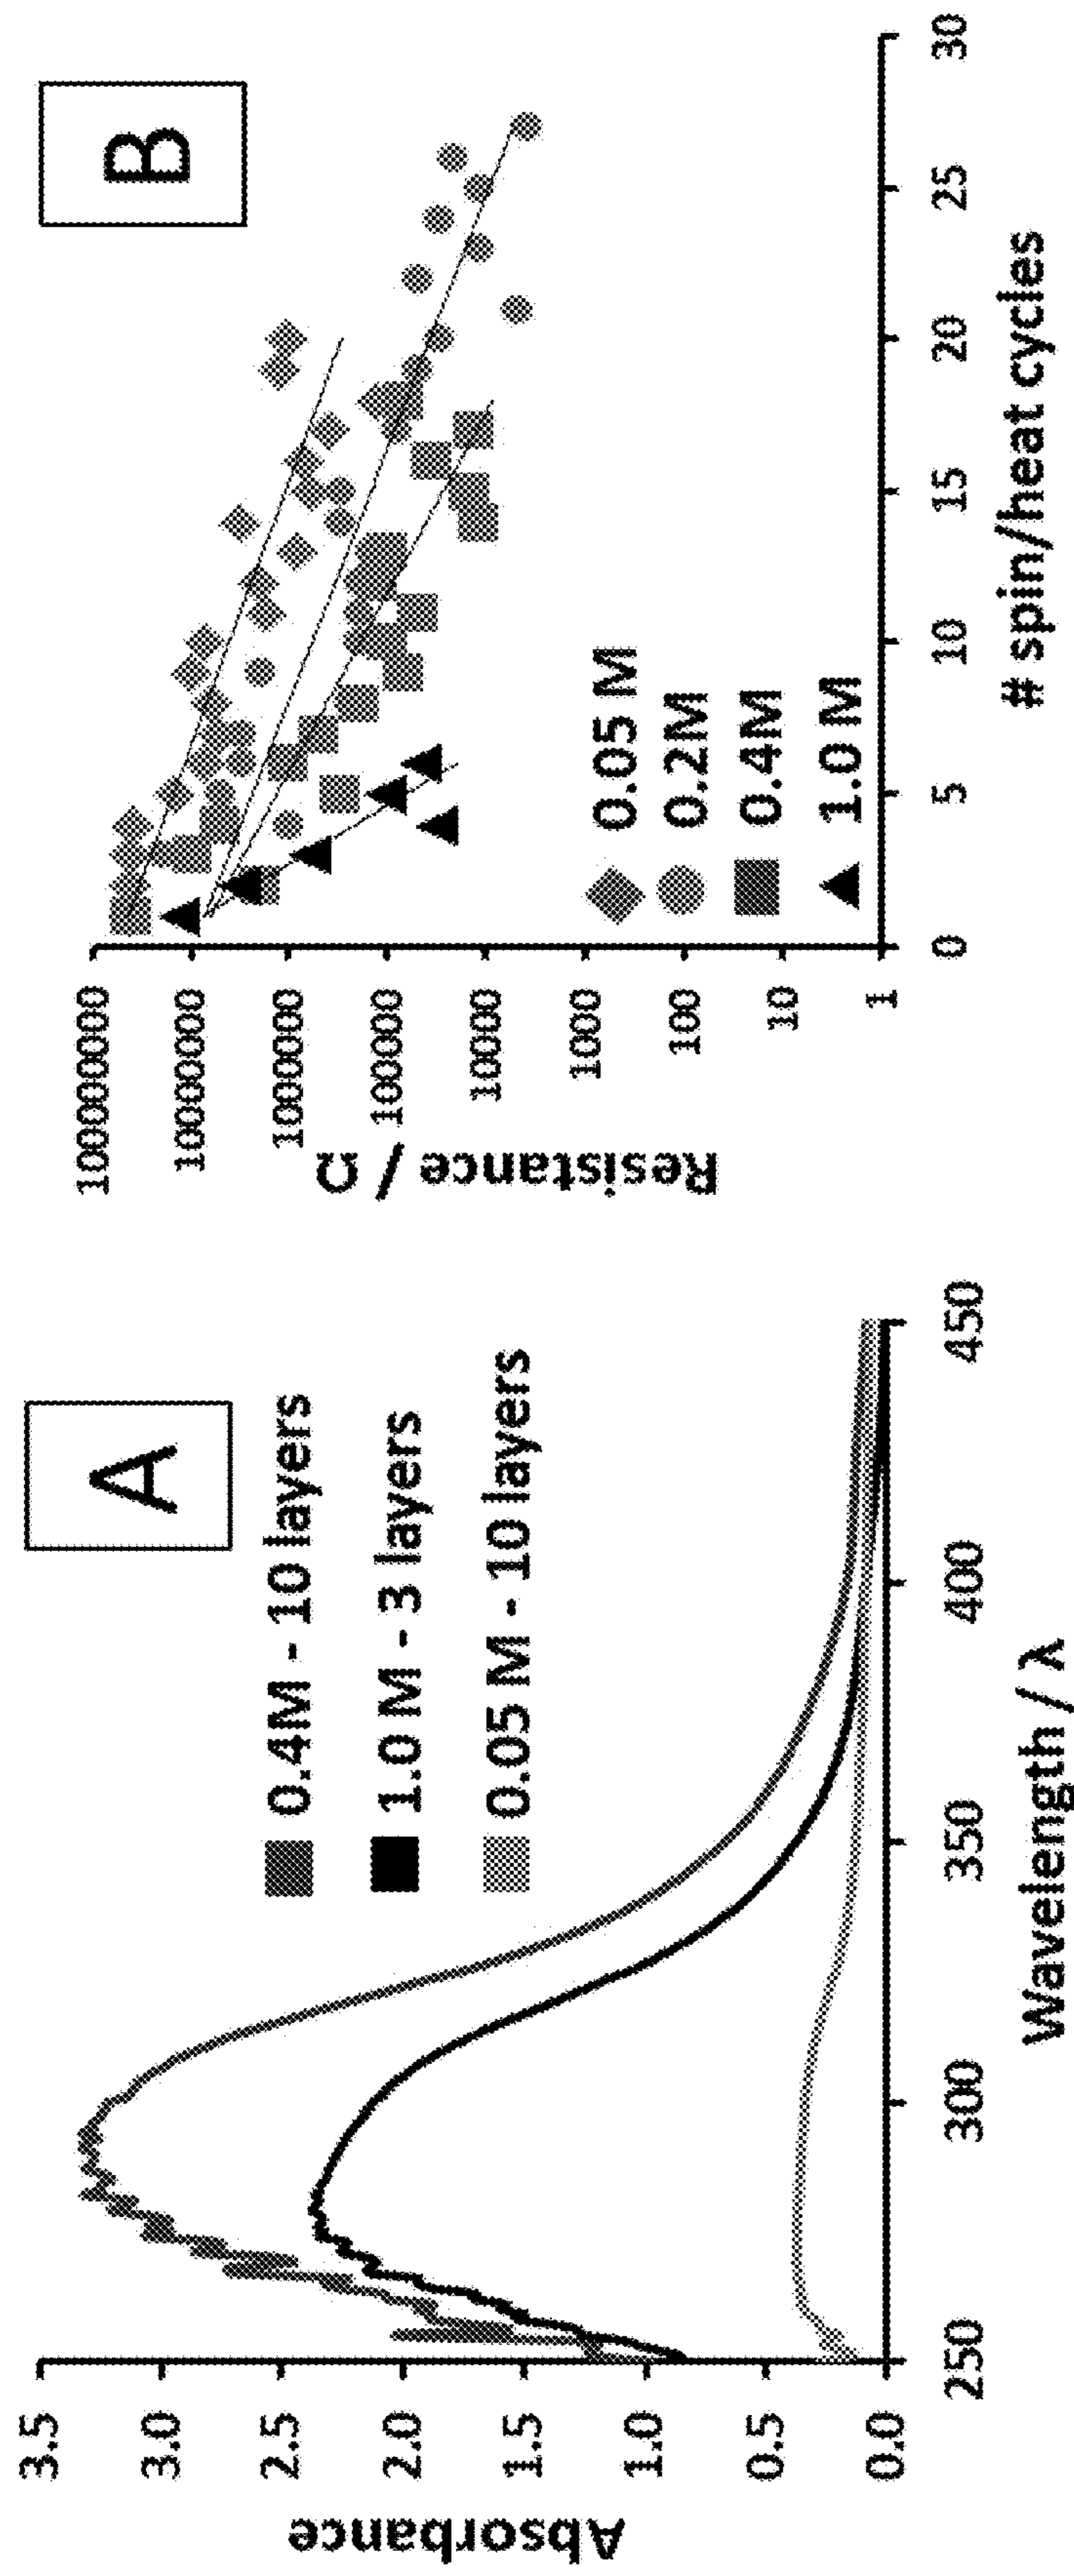 A
3.5
3.0
2.5
2.0
1.5
1.0
0.5
0.0
Absorbance
0.4M - 10 layers
1.0 M - 3 layers
0.05 M - 10 layers
250
300
350
400
450
Wavelength / λ
B
100000000
10000000
1000000
100000
10000
1000
100
10
1
Resistance / Ω
0.05 M
0.2M
0.4M
1.0 M
0
5
10
15
20
25
30
# spin/heat cycles